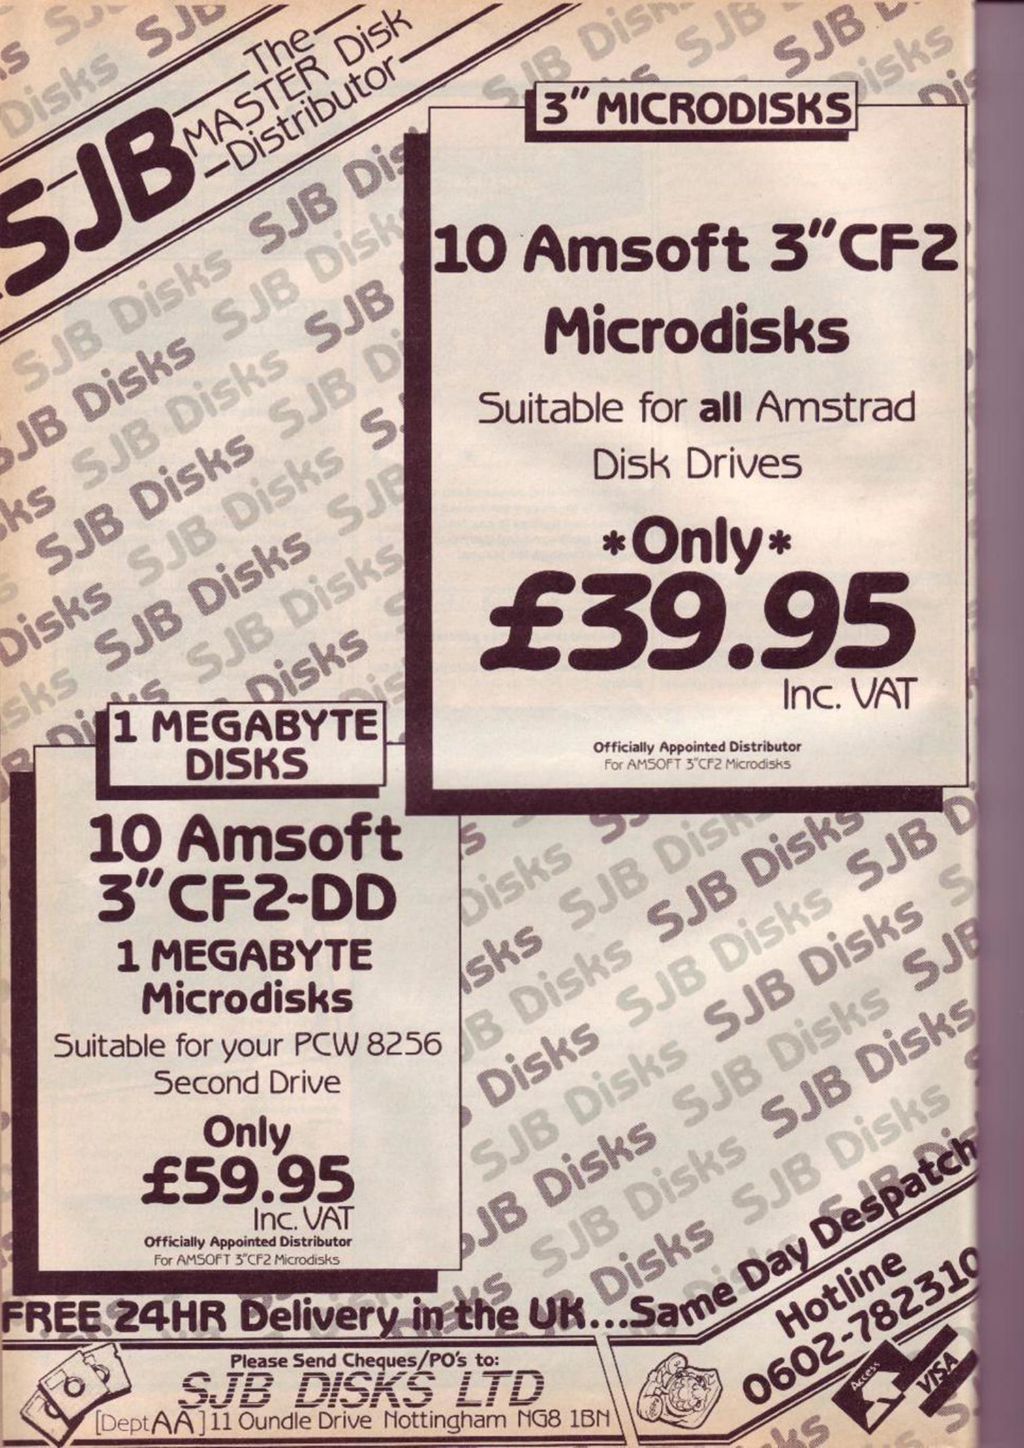 The
MASTER Disk
Distributor
SJB
3" MICRODISKS
10 Amsoft 3"CF2
Microdisks
Suitable for all Amstrad
Disk Drives
*Only*
£39.95
Inc. VAT
Officially Appointed Distributor
For AMSOFT 3"CF2 Microdisks
1 MEGABYTE
DISKS
10 Amsoft
3"CF2-DD
1 MEGABYTE
Microdisks
Suitable for your PCW 8256
Second Drive
Only
£59.95
Inc. VAT
Officially Appointed Distributor
For AMSOFT 3"CF2 Microdisks
FREE 24HR Delivery in the UK...Same Day Despatch
Please Send Cheques/PO's to:
SJB DISKS LTD
[Dept AA] 11 Oundle Drive Nottingham NG8 1BN
Hotline
0602-782310
Access
VISA